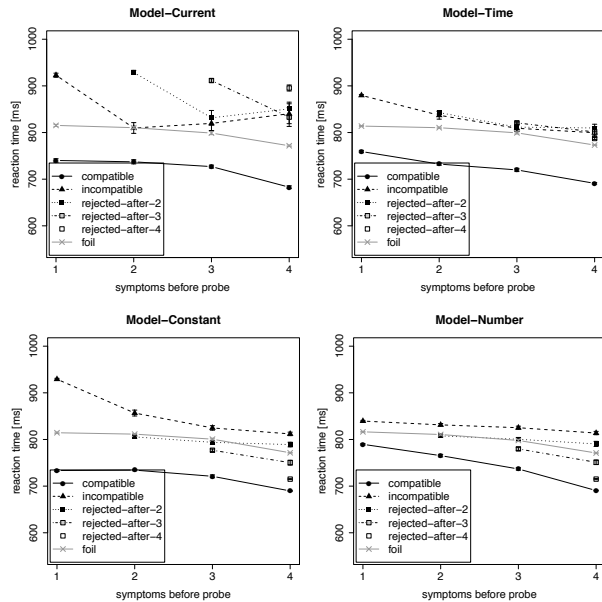 Model−Current
reaction time [ms]
600 700 800 900 1000
compatible
incompatible
rejected−after−2
rejected−after−3
rejected−after−4
foil
1 2 3 4
symptoms before probe
Model−Time
reaction time [ms]
600 700 800 900 1000
compatible
incompatible
rejected−after−2
rejected−after−3
rejected−after−4
foil
1 2 3 4
symptoms before probe
Model−Constant
reaction time [ms]
600 700 800 900 1000
compatible
incompatible
rejected−after−2
rejected−after−3
rejected−after−4
foil
1 2 3 4
symptoms before probe
Model−Number
reaction time [ms]
600 700 800 900 1000
compatible
incompatible
rejected−after−2
rejected−after−3
rejected−after−4
foil
1 2 3 4
symptoms before probe